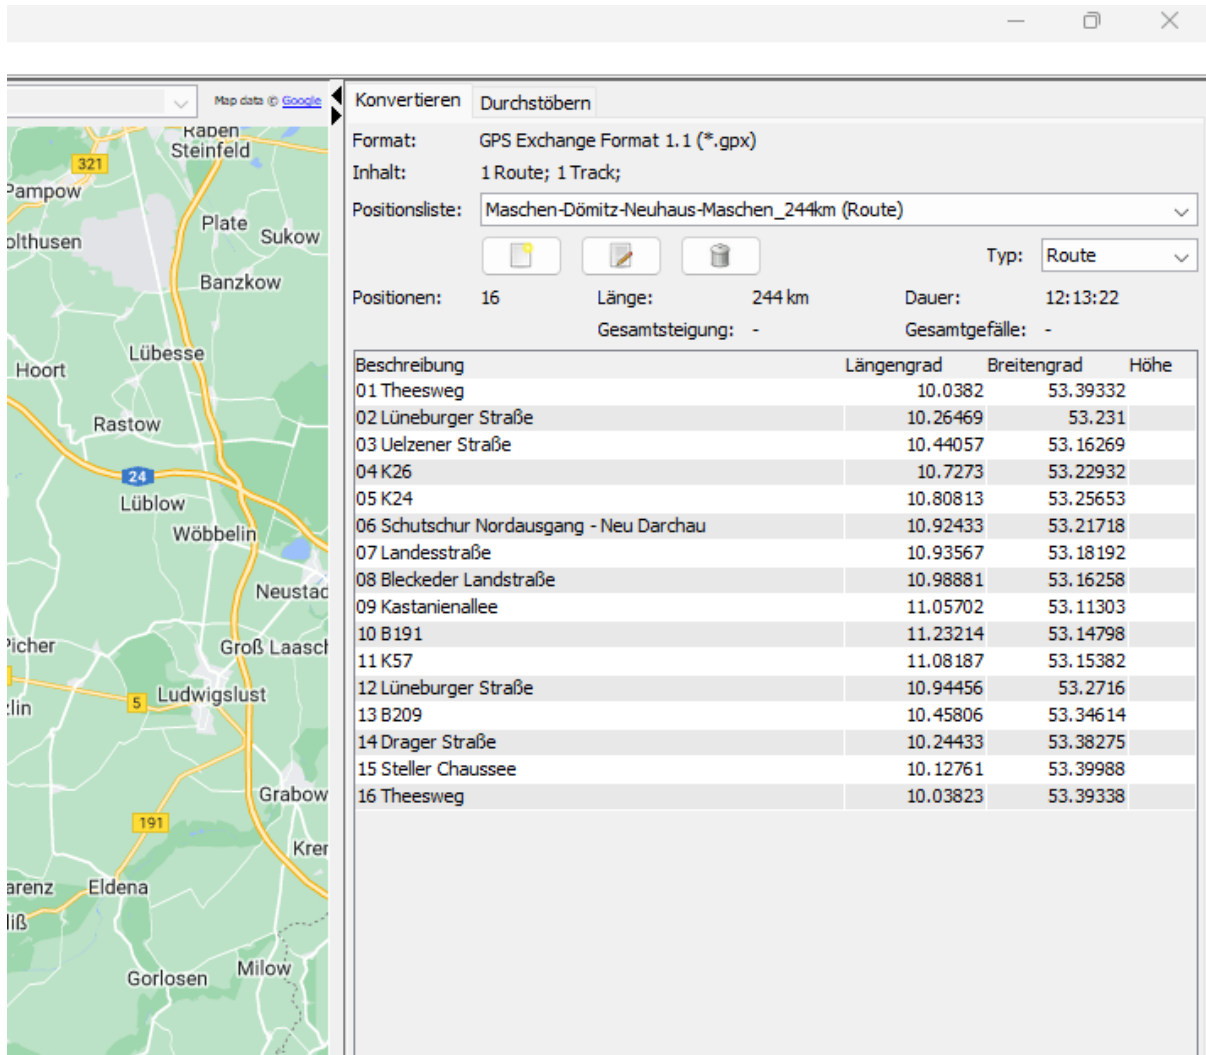 Map data © Google
Konvertieren
Durchstöbern
Format: GPS Exchange Format 1.1 (*.gpx)
Inhalt: 1 Route; 1 Track;
Positionsliste: Maschen-Dömitz-Neuhaus-Maschen_244km (Route)
Typ: Route
Positionen: 16 Länge: 244 km Dauer: 12:13:22
Gesamtsteigung: - Gesamtgefälle: -
Beschreibung Längengrad Breitengrad Höhe
01 Theesweg 10.0382 53.39332
02 Lüneburger Straße 10.26469 53.231
03 Uelzener Straße 10.44057 53.16269
04 K26 10.7273 53.22932
05 K24 10.80813 53.25653
06 Schutschur Nordausgang - Neu Darchau 10.92433 53.21718
07 Landesstraße 10.93567 53.18192
08 Bleckeder Landstraße 10.98881 53.16258
09 Kastanienallee 11.05702 53.11303
10 B191 11.23214 53.14798
11 K57 11.08187 53.15382
12 Lüneburger Straße 10.94456 53.2716
13 B209 10.45806 53.34614
14 Drager Straße 10.24433 53.38275
15 Steller Chaussee 10.12761 53.39988
16 Theesweg 10.03823 53.39338
Raben
Steinfeld
321
Pampow
Plate
Sukow
olthusen
Banzkow
Lübesse
Hoort
Rastow
24
Lüblow
Wöbbelin
Neustad
Picher
Groß Laasch
5
Ludwigslust
zlin
Grabow
191
Krem
arenz
Eldena
liß
Milow
Gorlosen